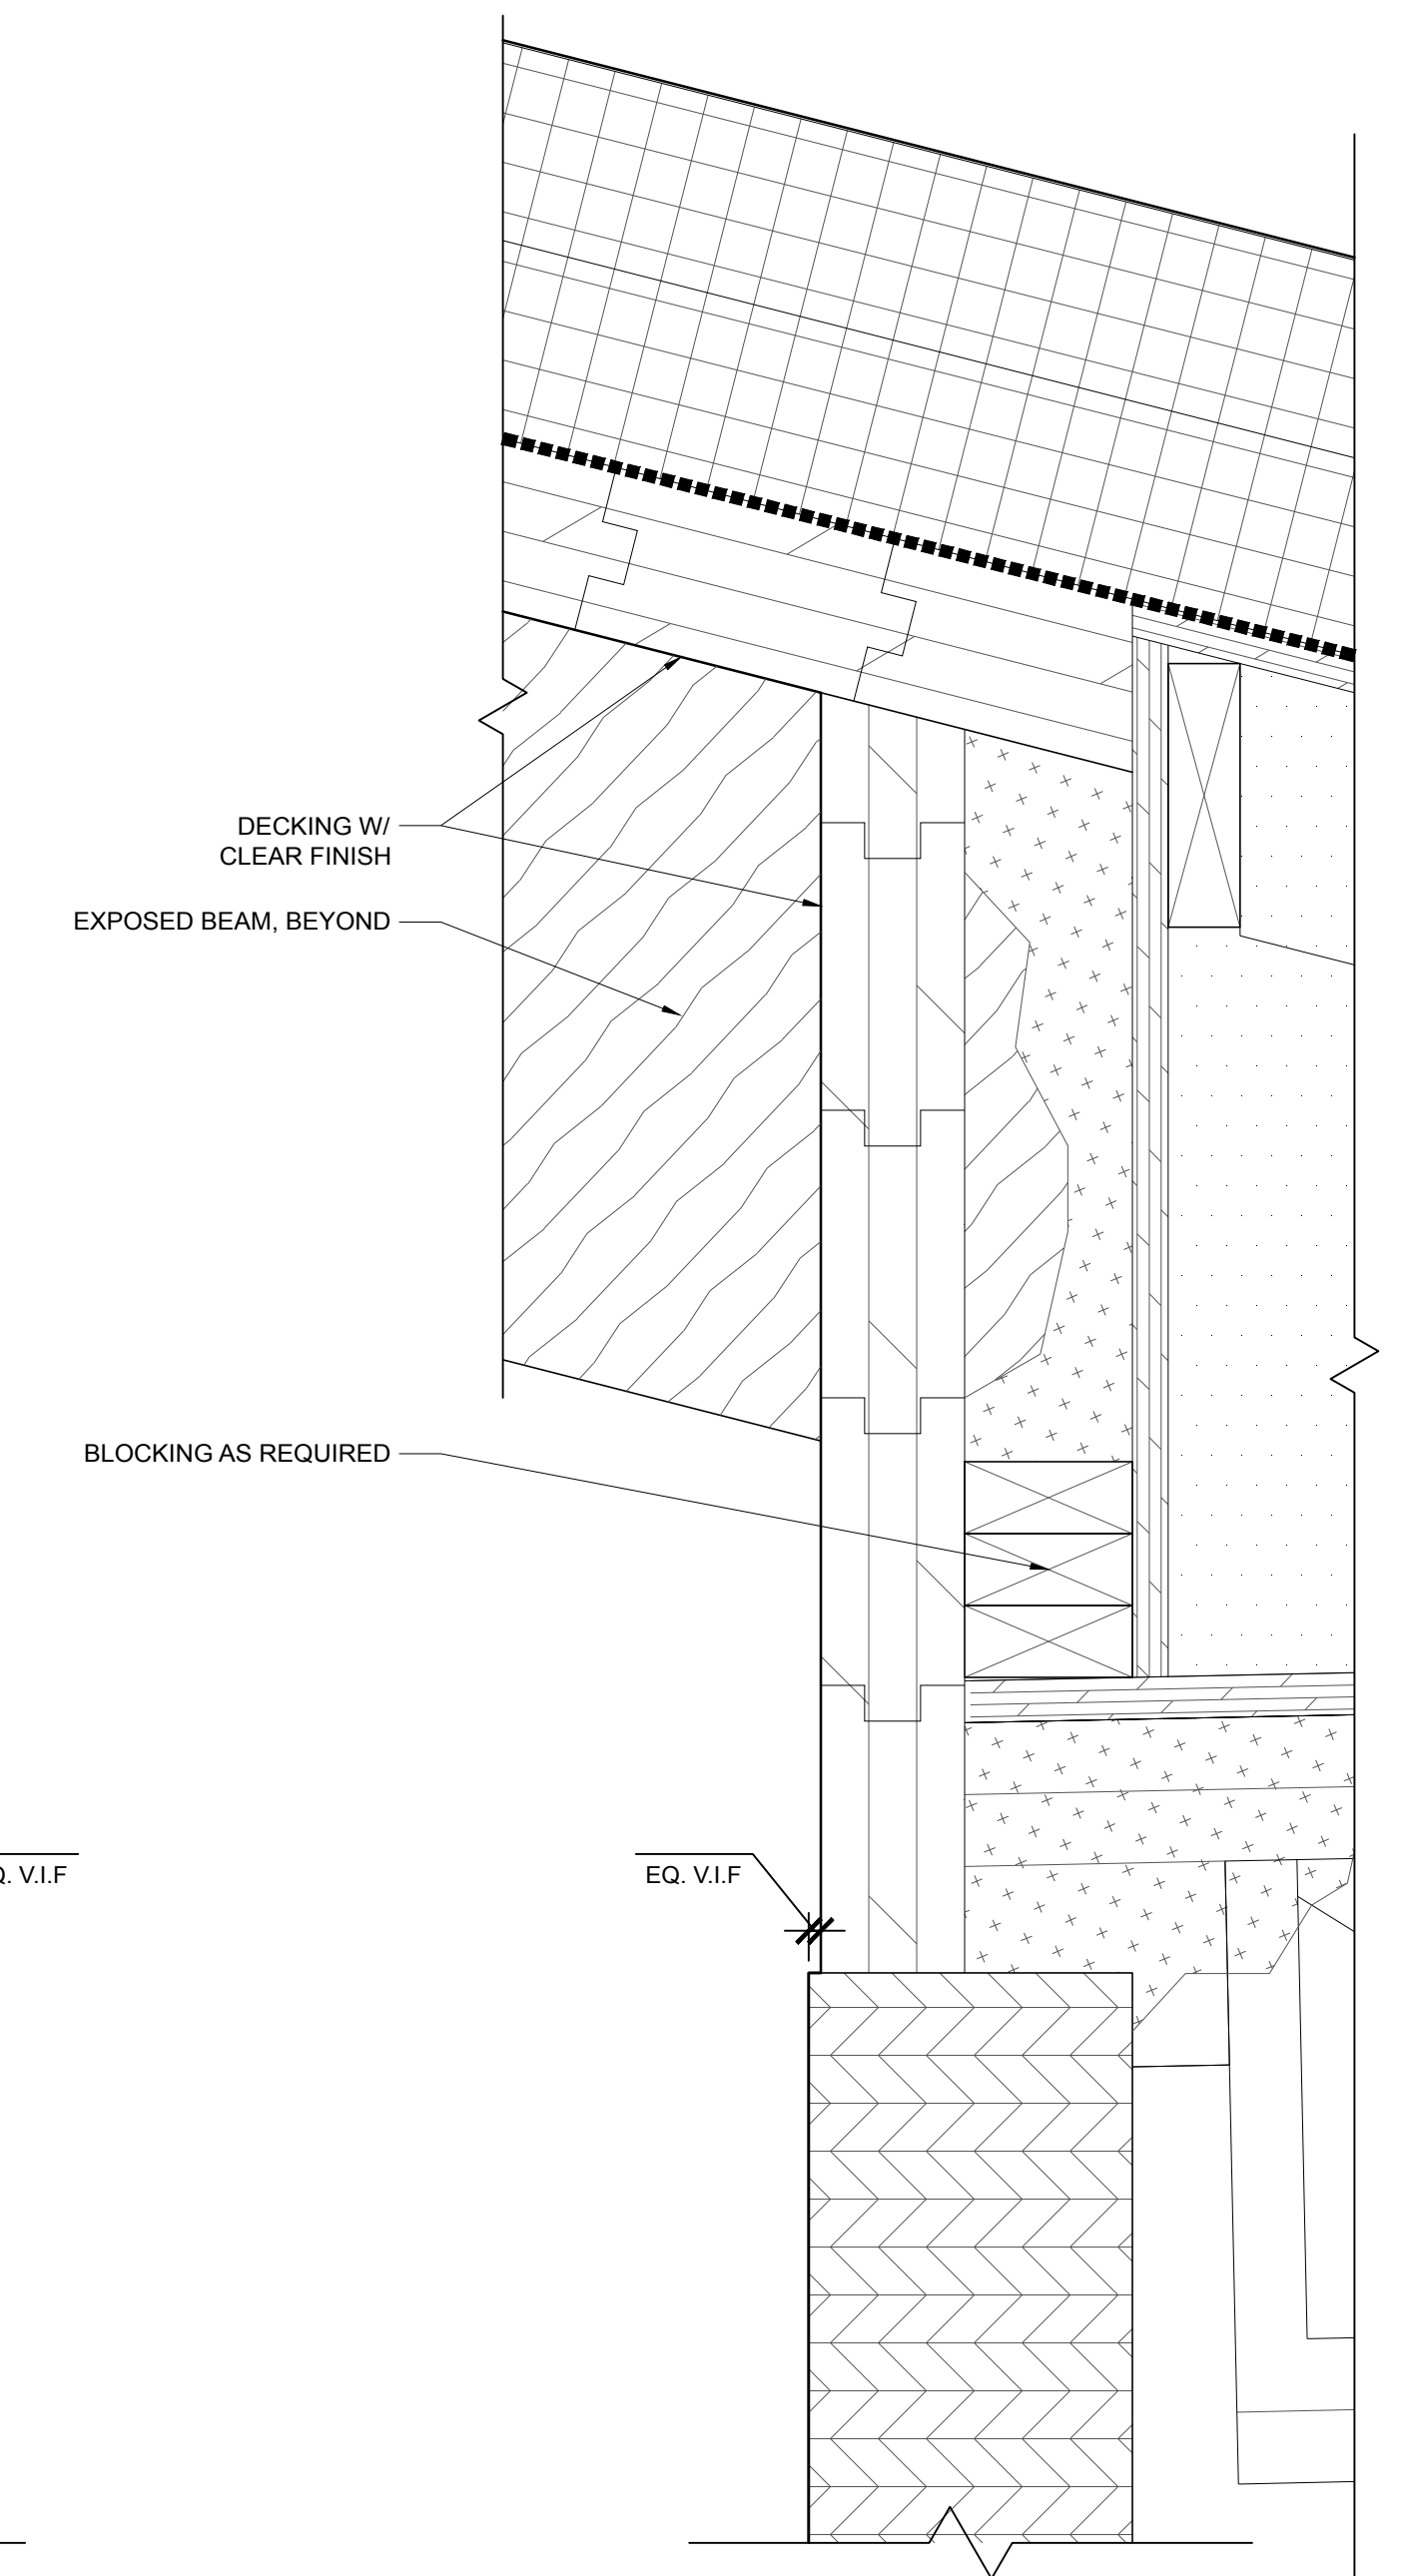 DECKING W/
CLEAR FINISH
EXPOSED BEAM, BEYOND
BLOCKING AS REQUIRED
. V.I.F
EQ. V.I.F